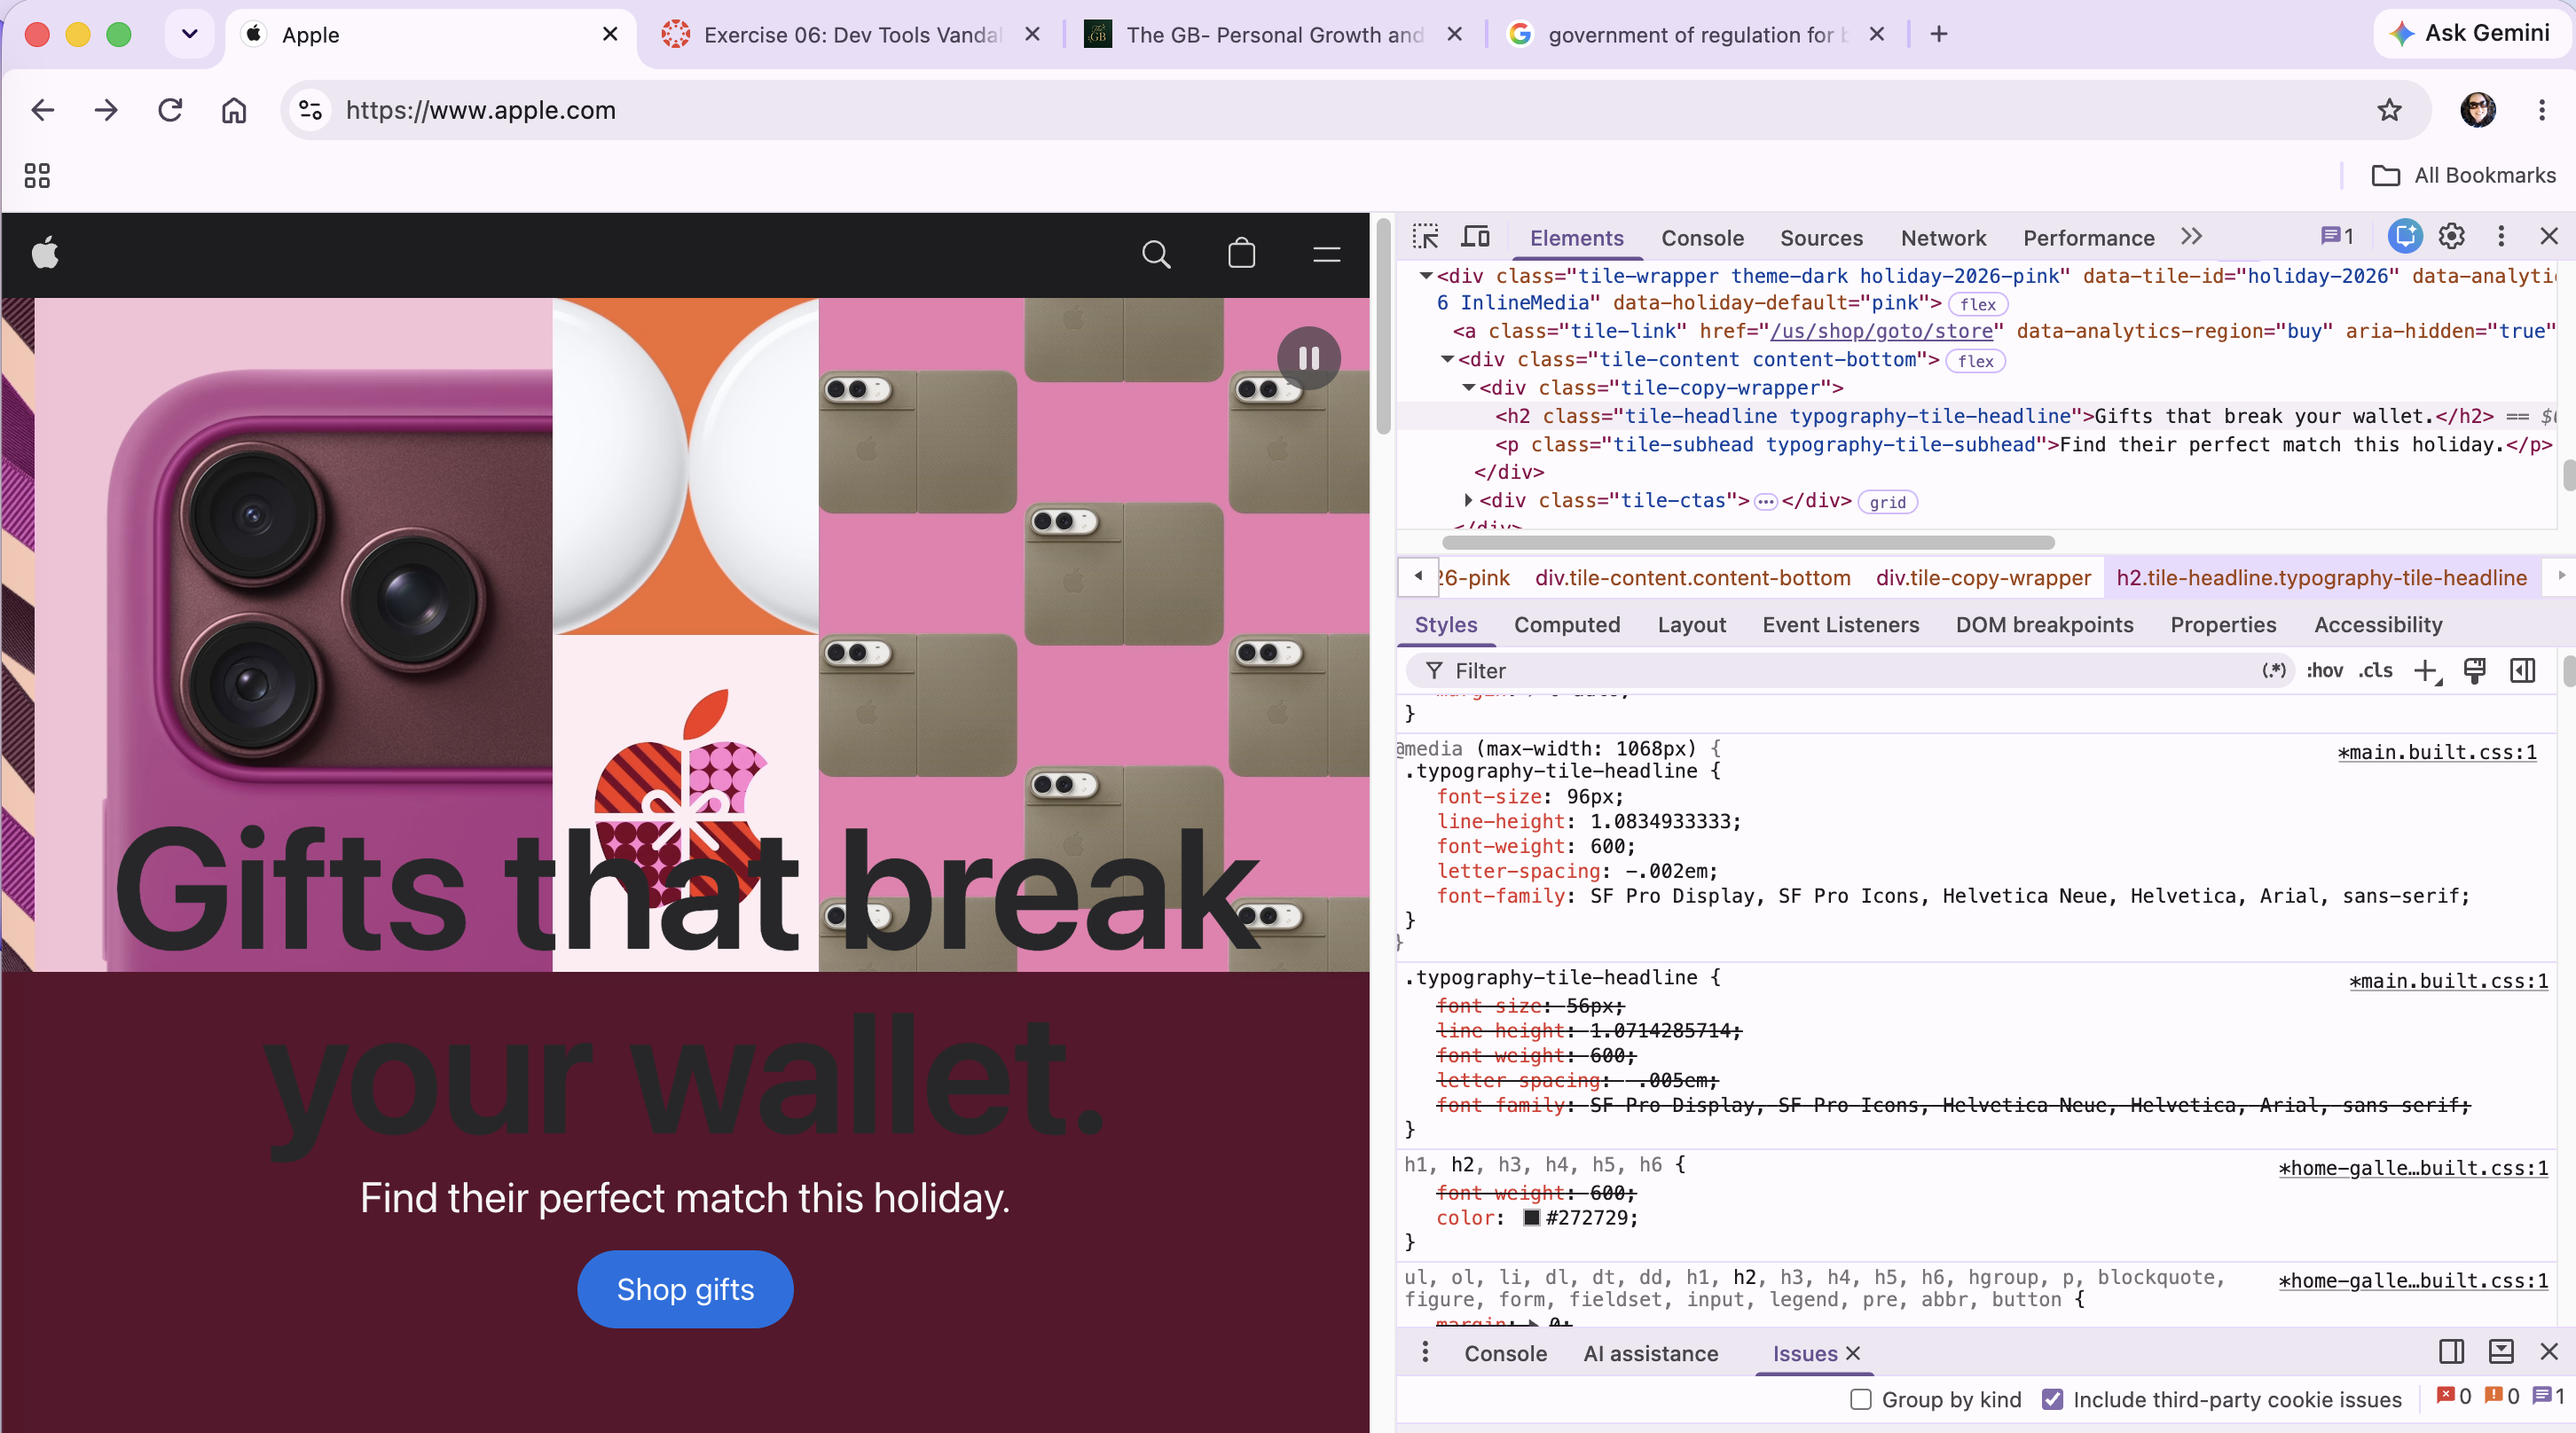 Apple
Exercise 06: Dev Tools Vandal
The GB- Personal Growth and
government of regulation for b
Ask Gemini
https://www.apple.com
All Bookmarks
Gifts that break
your wallet.
Find their perfect match this holiday.
Shop gifts
Elements Console Sources Network Performance 1
<div class="tile-wrapper theme-dark holiday-2026-pink" data-tile-id="holiday-2026" data-analyti
6 InlineMedia" data-holiday-default="pink"> flex
<a class="tile-link" href="/us/shop/goto/store" data-analytics-region="buy" aria-hidden="true"
<div class="tile-content content-bottom"> flex
<div class="tile-copy-wrapper">
<h2 class="tile-headline typography-tile-headline">Gifts that break your wallet.</h2> == $
<p class="tile-subhead typography-tile-subhead">Find their perfect match this holiday.</p>
</div>
<div class="tile-ctas"> … </div> grid
</div>
26-pink div.tile-content.content-bottom div.tile-copy-wrapper h2.tile-headline.typography-tile-headline
Styles Computed Layout Event Listeners DOM breakpoints Properties Accessibility
Filter (.*) :hov .cls
}
@media (max-width: 1068px) {
*main.built.css:1
.typography-tile-headline {
font-size: 96px;
line-height: 1.0834933333;
font-weight: 600;
letter-spacing: -.002em;
font-family: SF Pro Display, SF Pro Icons, Helvetica Neue, Helvetica, Arial, sans-serif;
}
}
.typography-tile-headline {
*main.built.css:1
font-size: 56px;
line-height: 1.0714285714;
font-weight: 600;
letter-spacing: -.005em;
font-family: SF Pro Display, SF Pro Icons, Helvetica Neue, Helvetica, Arial, sans-serif;
}
h1, h2, h3, h4, h5, h6 {
*home-galle…built.css:1
font-weight: 600;
color: #272729;
}
ul, ol, li, dl, dt, dd, h1, h2, h3, h4, h5, h6, hgroup, p, blockquote,
*home-galle…built.css:1
figure, form, fieldset, input, legend, pre, abbr, button {
margin: 0;
Console AI assistance Issues
Group by kind Include third-party cookie issues 0 0 1